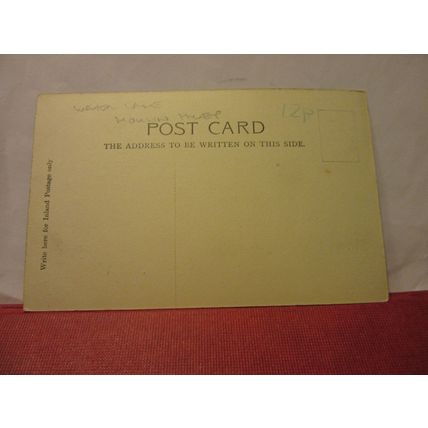 12p
POST CARD
THE ADDRESS TO BE WRITTEN ON THIS SIDE.
Write here for Inland Postage only